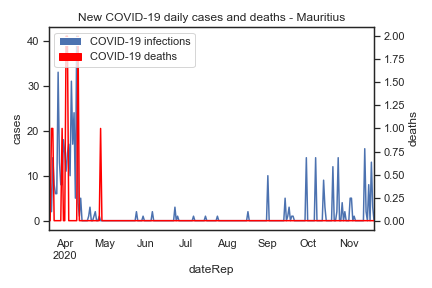 New COVID-19 daily cases and deaths - Mauritius
COVID-19 infections
COVID-19 deaths
cases
40
30
20
10
0
deaths
2.00
1.75
1.50
1.25
1.00
0.75
0.50
0.25
0.00
Apr May Jun Jul Aug Sep Oct Nov
2020
dateRep